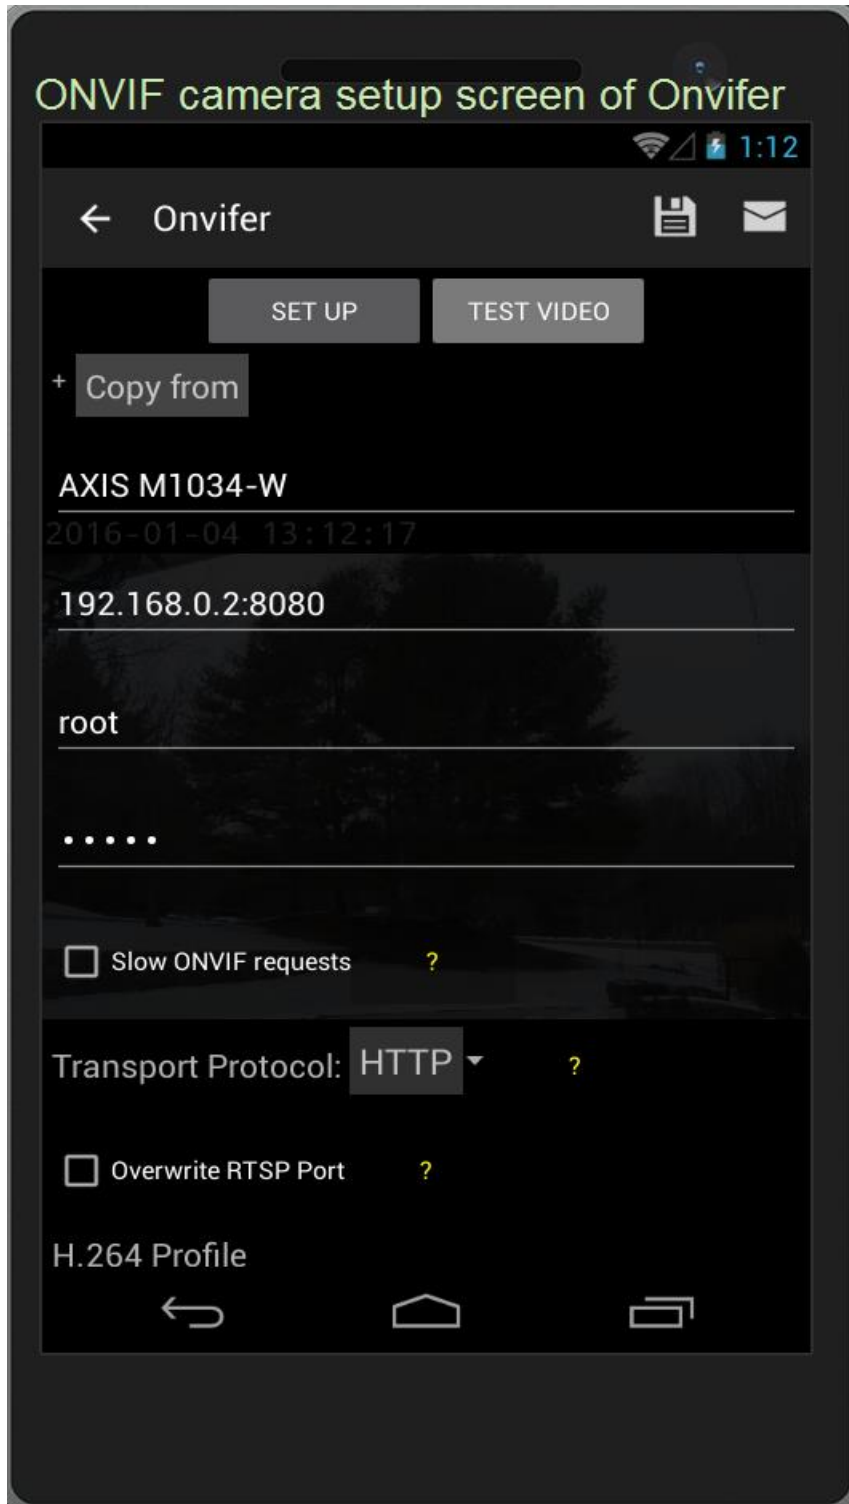 ONVIF camera setup screen of Onvifer
1:12
Onvifer
SET UP TEST VIDEO
+ Copy from
AXIS M1034-W
2016-01-04 13:12:17
192.168.0.2:8080
root
•••••
Slow ONVIF requests ?
Transport Protocol: HTTP ?
Overwrite RTSP Port ?
H.264 Profile